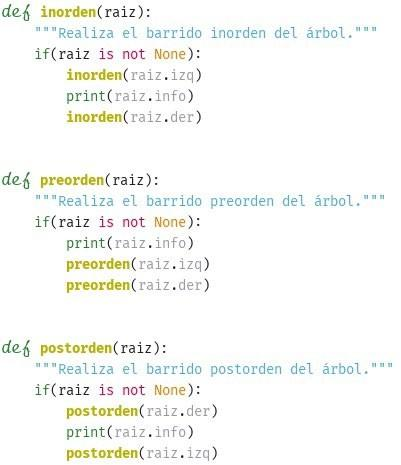 def inorden(raiz):
    """Realiza el barrido inorden del árbol."""
    if(raiz is not None):
        inorden(raiz.izq)
        print(raiz.info)
        inorden(raiz.der)
def preorden(raiz):
    """Realiza el barrido preorden del árbol."""
    if(raiz is not None):
        print(raiz.info)
        preorden(raiz.izq)
        preorden(raiz.der)
def postorden(raiz):
    """Realiza el barrido postorden del árbol."""
    if(raiz is not None):
        postorden(raiz.der)
        print(raiz.info)
        postorden(raiz.izq)